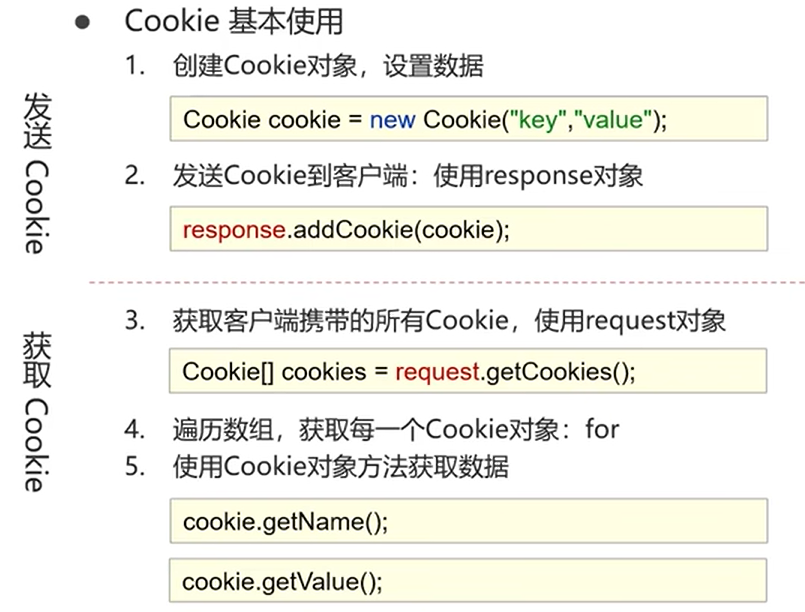 ● Cookie 基本使用
发送 Cookie
1. 创建Cookie对象，设置数据
Cookie cookie = new Cookie("key","value");
2. 发送Cookie到客户端：使用response对象
response.addCookie(cookie);
获取 Cookie
3. 获取客户端携带的所有Cookie，使用request对象
Cookie[] cookies = request.getCookies();
4. 遍历数组，获取每一个Cookie对象：for
5. 使用Cookie对象方法获取数据
cookie.getName();
cookie.getValue();